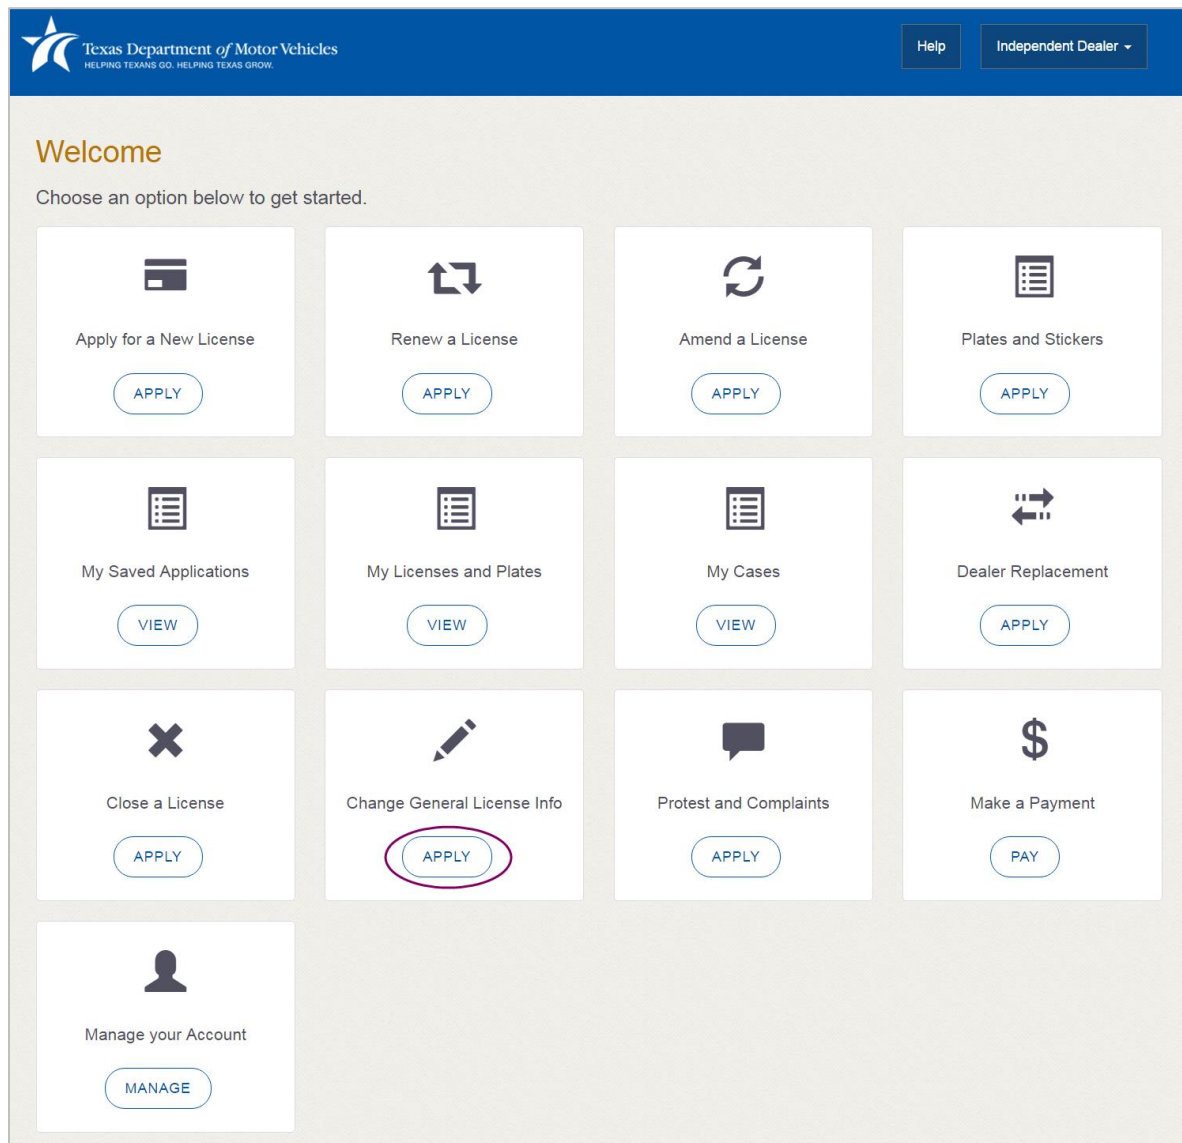 Texas Department of Motor Vehicles
HELPING TEXANS GO. HELPING TEXAS GROW.
Help
Independent Dealer
Welcome
Choose an option below to get started.
Apply for a New License
APPLY
Renew a License
APPLY
Amend a License
APPLY
Plates and Stickers
APPLY
My Saved Applications
VIEW
My Licenses and Plates
VIEW
My Cases
VIEW
Dealer Replacement
APPLY
Close a License
APPLY
Change General License Info
APPLY
Protest and Complaints
APPLY
$
Make a Payment
PAY
Manage your Account
MANAGE